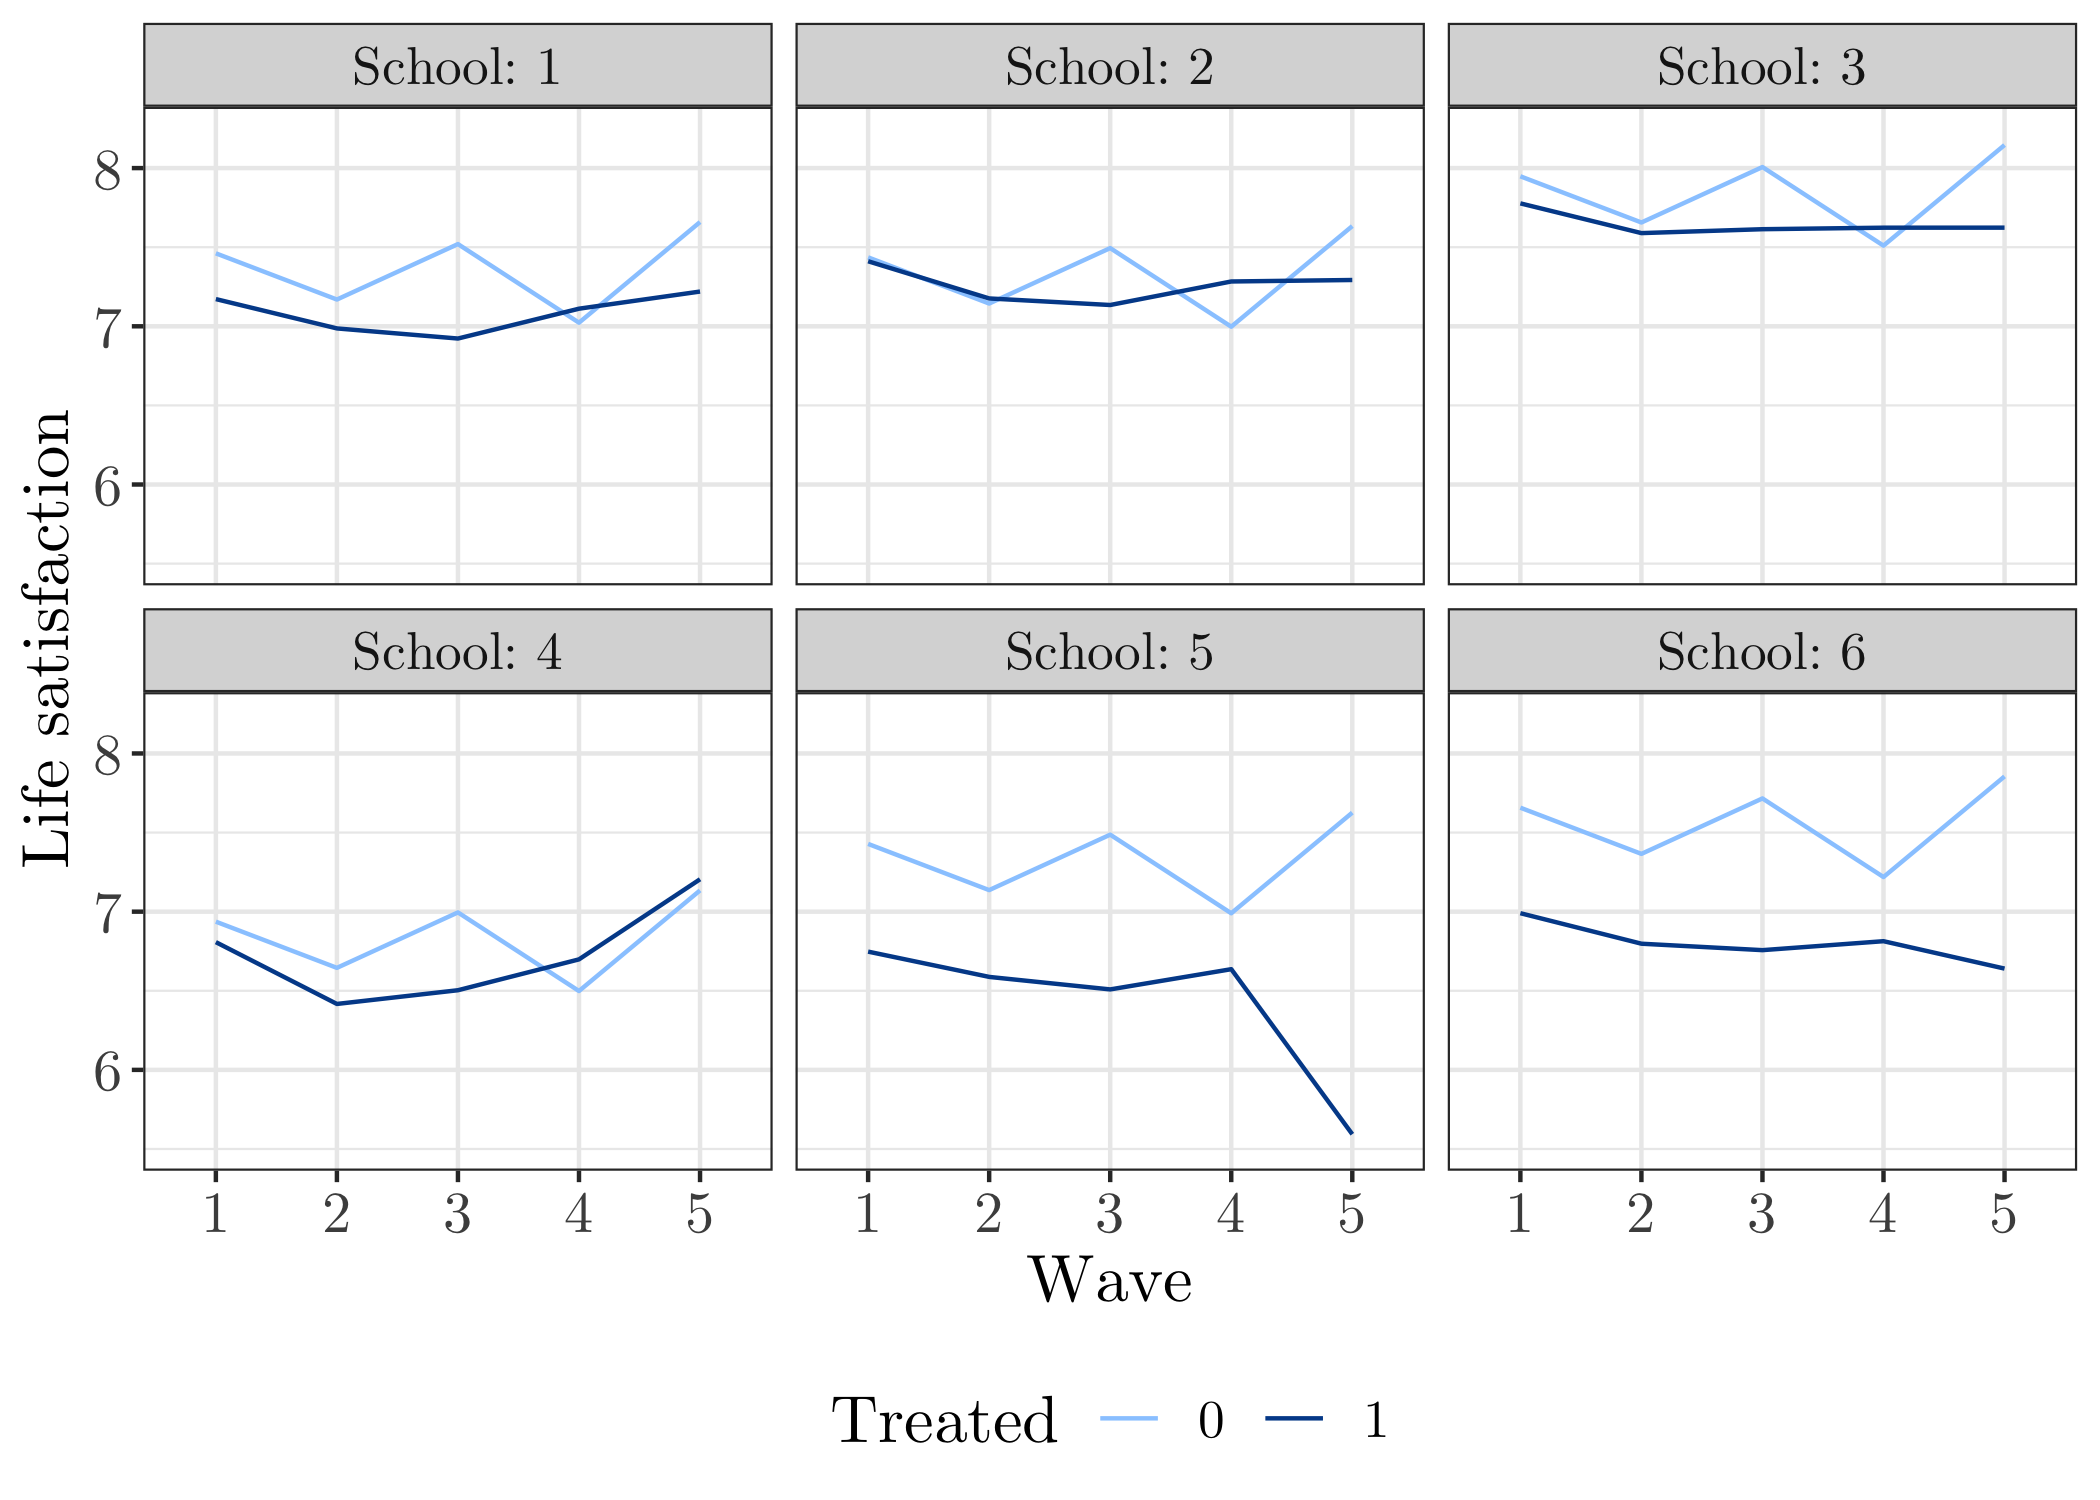 School: 1
School: 2
School: 3
8
7
6
School: 4
School: 5
School: 6
8
7
6
Life satisfaction
1 2 3 4 5
1 2 3 4 5
1 2 3 4 5
Wave
Treated 0 1